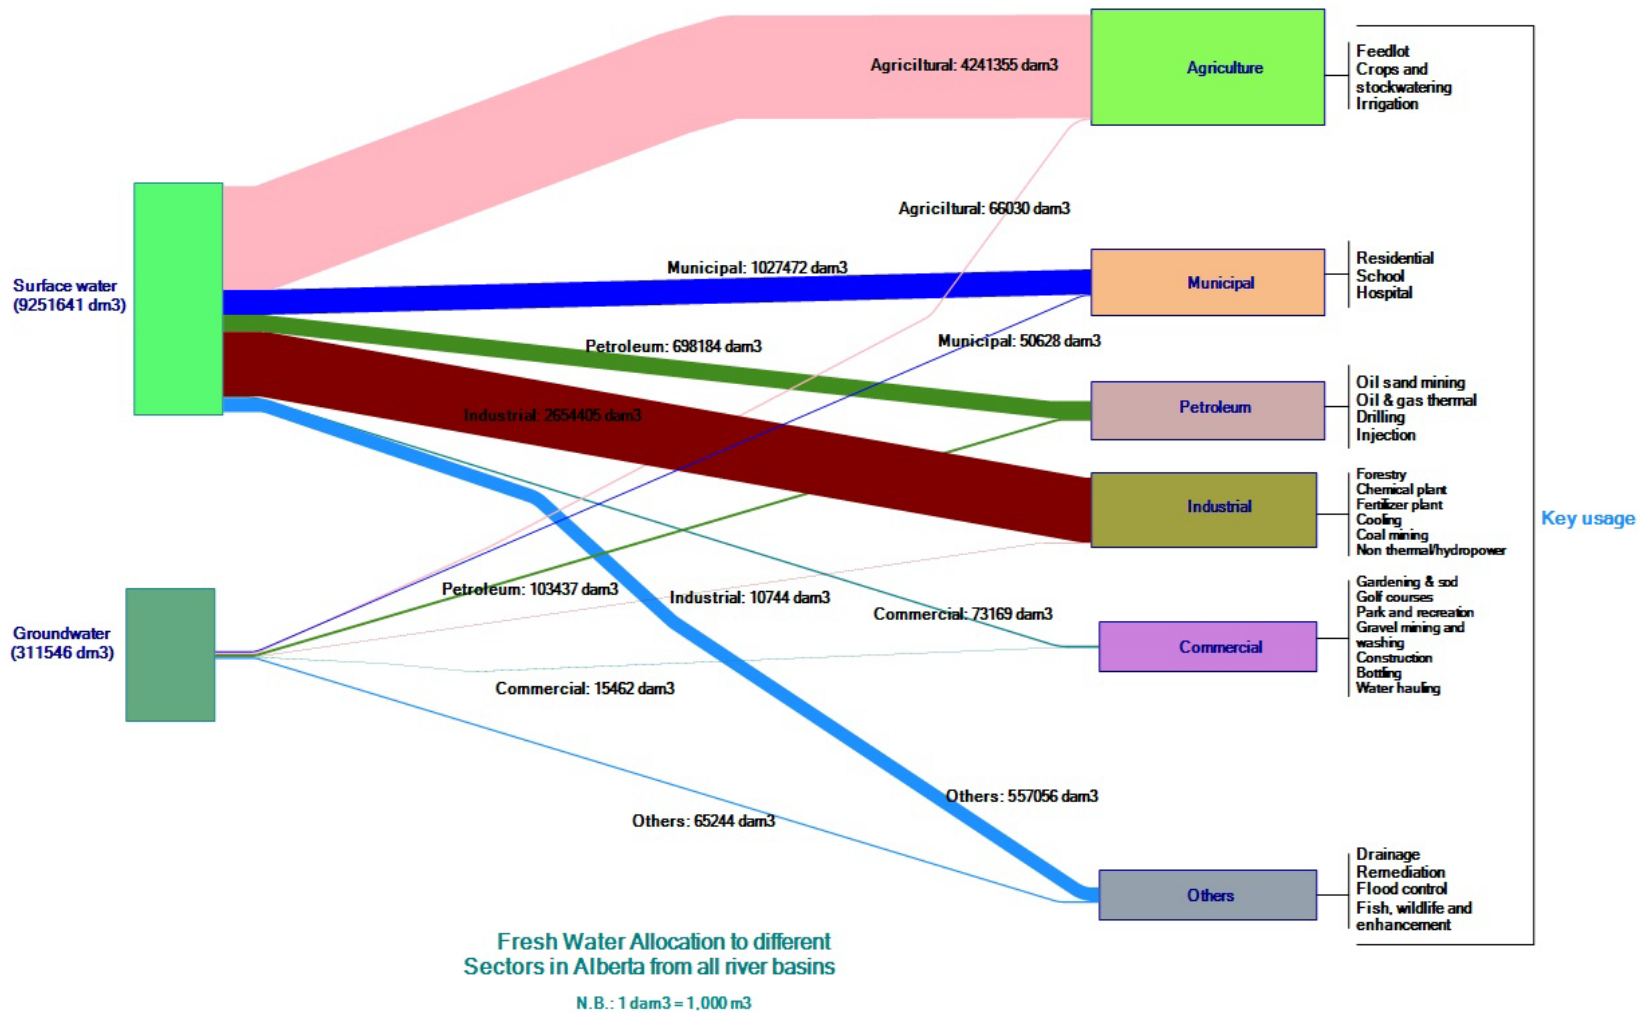 Agriciltural: 4241355 dam3
Agriculture
Feedlot
Crops and
stockwatering
Irrigation
Agriciltural: 66030 dam3
Surface water
(9251641 dm3)
Municipal: 1027472 dam3
Municipal
Residential
School
Hospital
Municipal: 50628 dam3
Petroleum: 698184 dam3
Petroleum
Oil sand mining
Oil & gas thermal
Drilling
Injection
Industrial: 2654405 dam3
Industrial
Forestry
Chemical plant
Fertilizer plant
Cooling
Coal mining
Non thermal/hydropower
Key usage
Groundwater
(311546 dm3)
Petroleum: 103437 dam3
Industrial: 10744 dam3
Commercial: 73169 dam3
Commercial
Gardening & sod
Golf courses
Park and recreation
Gravel mining and
washing
Construction
Bottling
Water hauling
Commercial: 15462 dam3
Others: 557056 dam3
Others: 65244 dam3
Others
Drainage
Remediation
Flood control
Fish, wildlife and
enhancement
Fresh Water Allocation to different
Sectors in Alberta from all river basins
N.B.: 1 dam3 = 1,000 m3